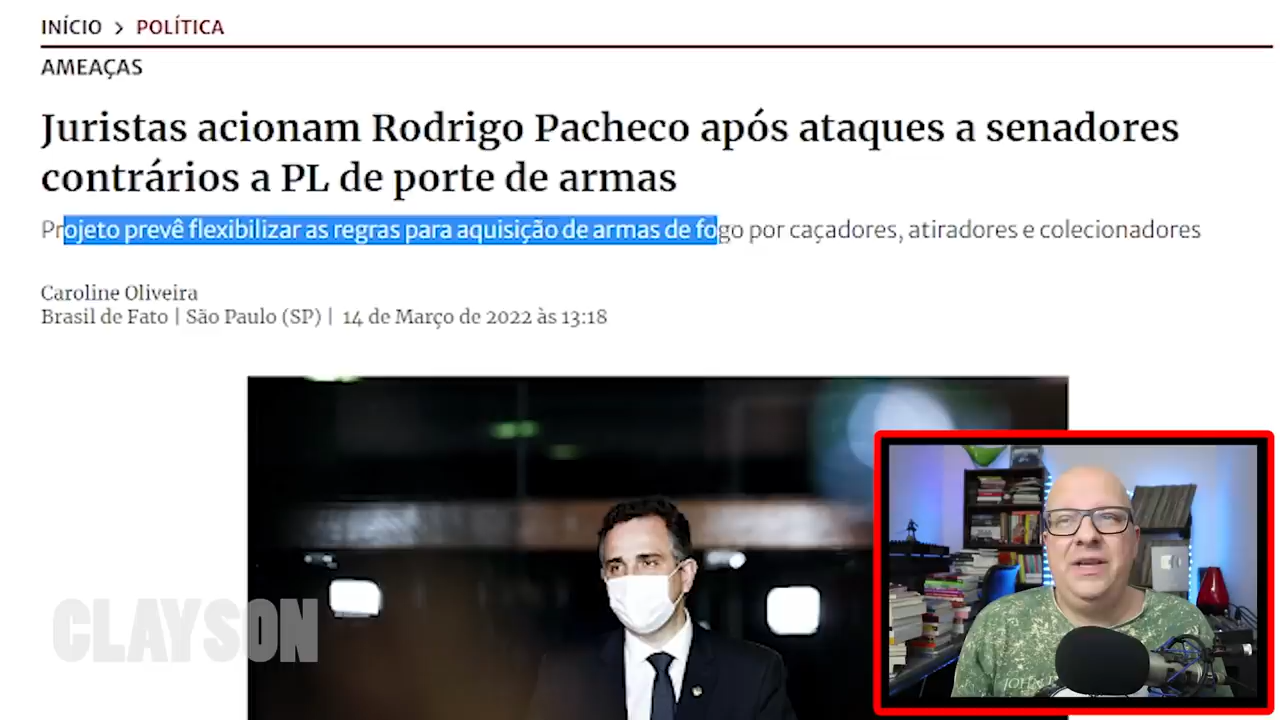 INÍCIO > POLÍTICA
AMEAÇAS
Juristas acionam Rodrigo Pacheco após ataques a senadores
contrários a PL de porte de armas
Projeto prevê flexibilizar as regras para aquisição de armas de fogo por caçadores, atiradores e colecionadores
Caroline Oliveira
Brasil de Fato | São Paulo (SP) | 14 de Março de 2022 às 13:18
CLAYSON
JOHN